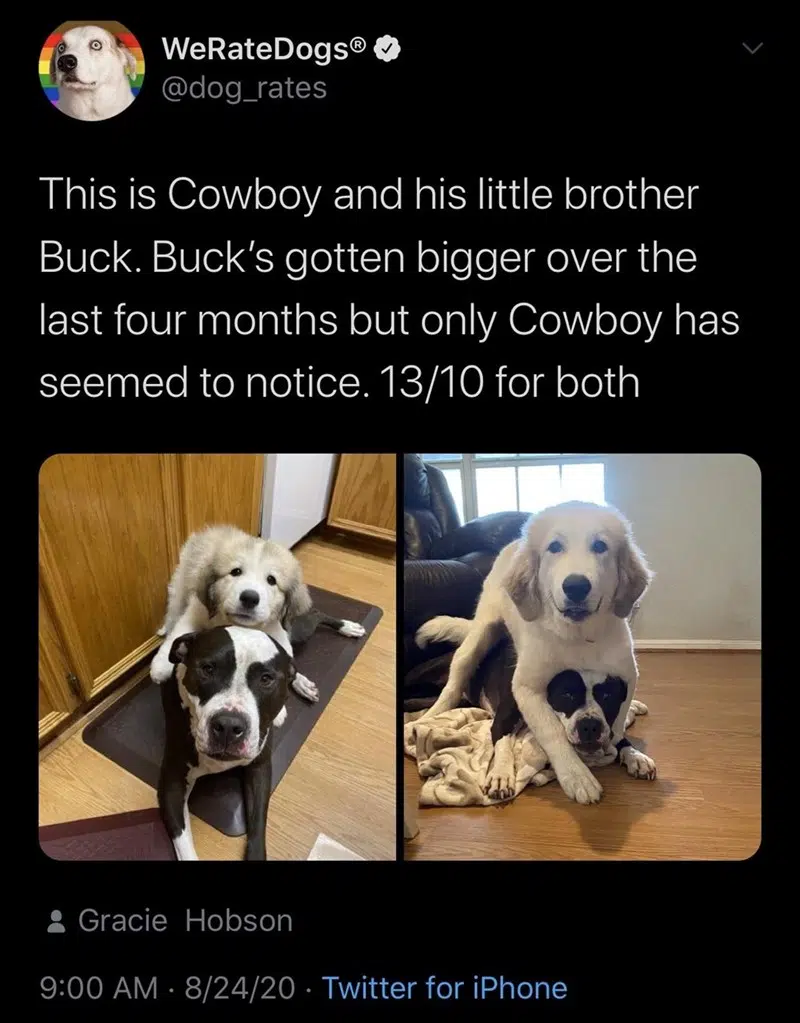 WeRateDogs®
@dog_rates
This is Cowboy and his little brother
Buck. Buck's gotten bigger over the
last four months but only Cowboy has
seemed to notice. 13/10 for both
Gracie Hobson
9:00 AM · 8/24/20 · Twitter for iPhone